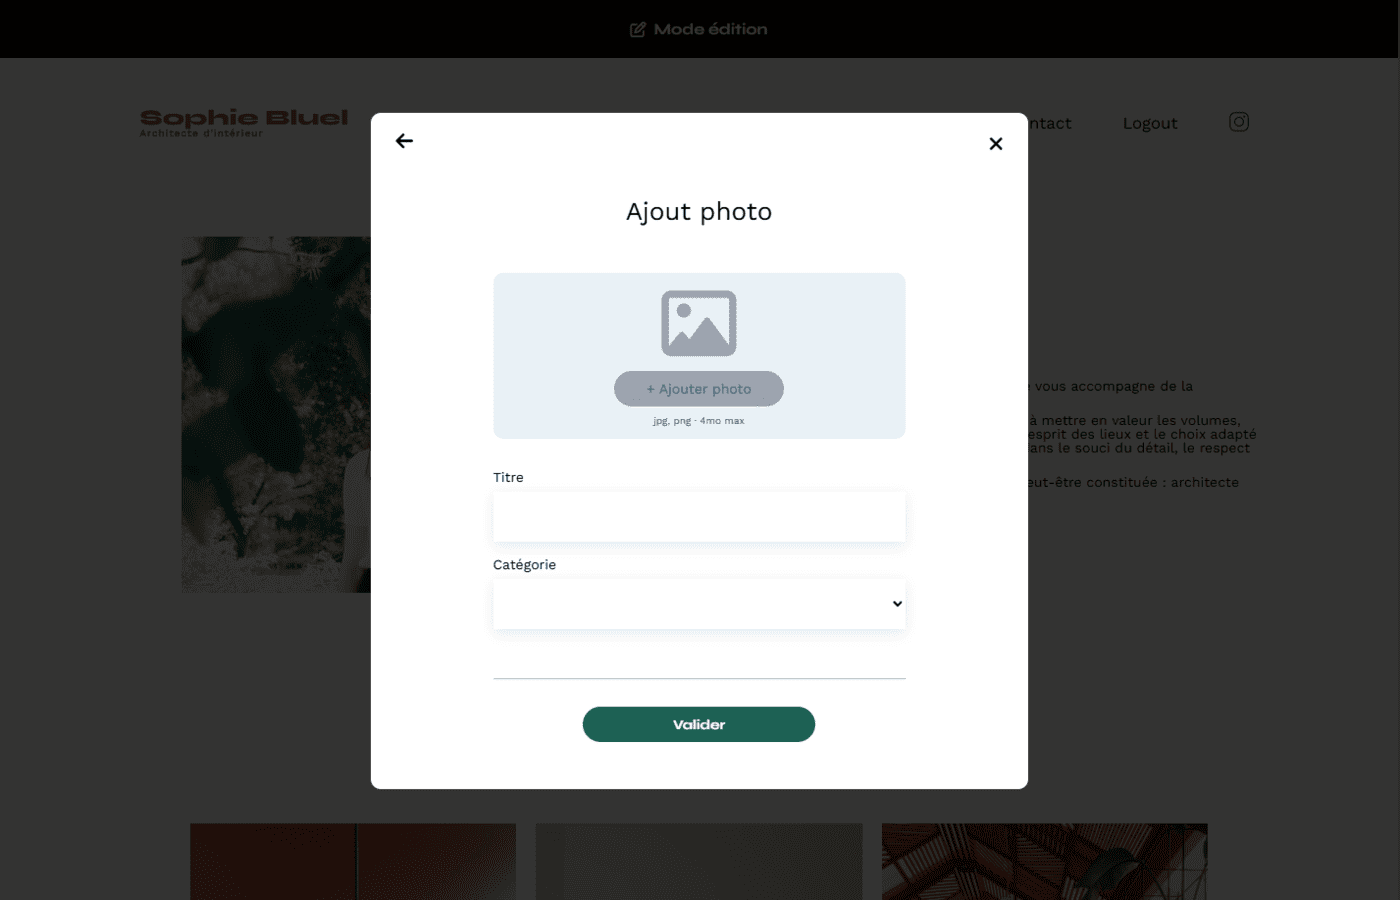 Mode édition
Sophie Bluel
Architecte d'intérieur
ntact
Logout
Ajout photo
+ Ajouter photo
jpg, png · 4mo max
Titre
Catégorie
Valider
vous accompagne de la
à mettre en valeur les volumes,
esprit des lieux et le choix adapté
ans le souci du détail, le respect
eut-être constituée : architecte